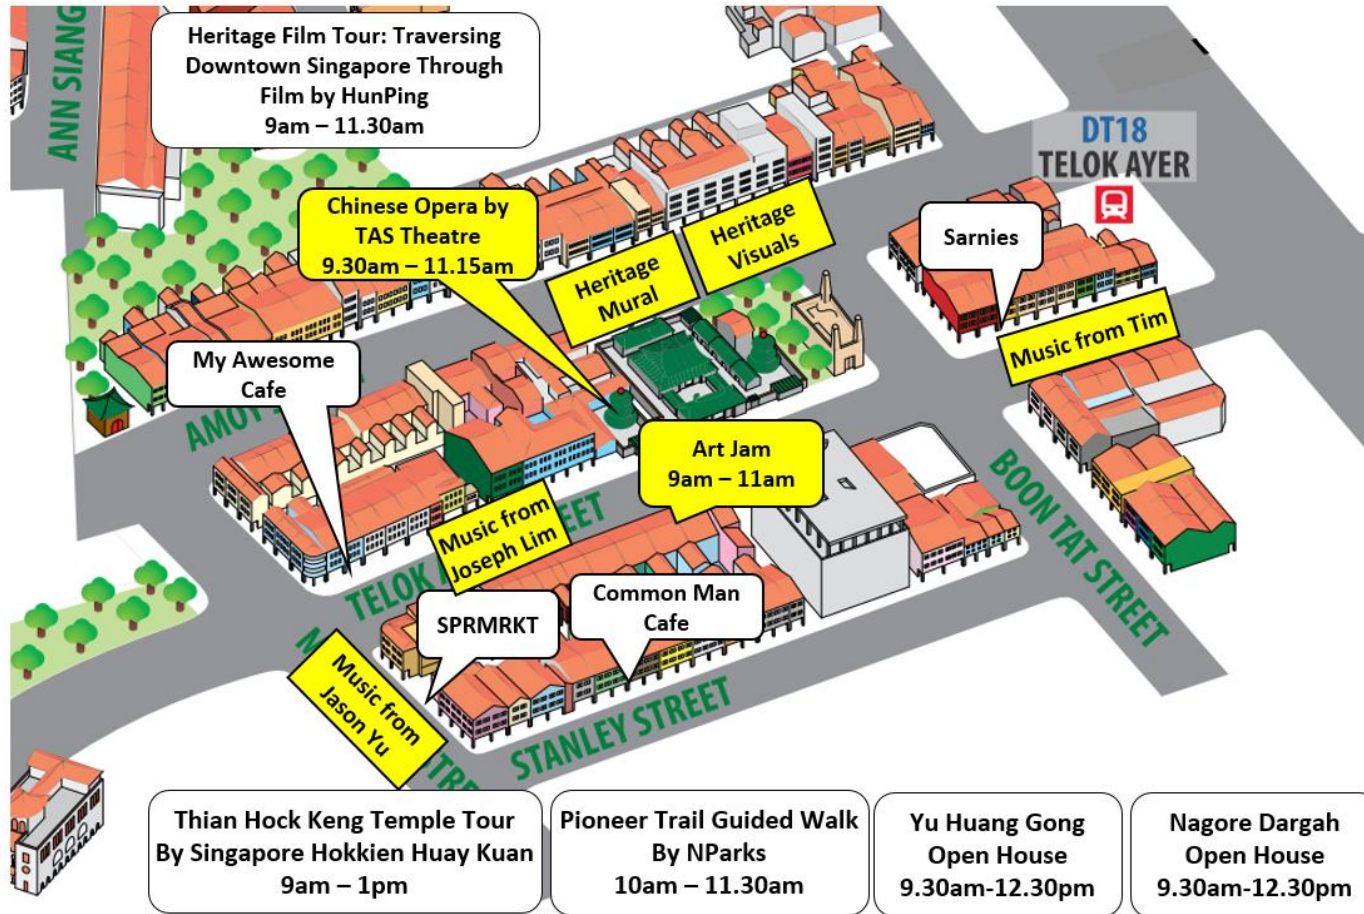 Heritage Film Tour: Traversing
Downtown Singapore Through
Film by HunPing
9am – 11.30am
ANN SIANG
DT18
TELOK AYER
Chinese Opera by
TAS Theatre
9.30am – 11.15am
Heritage
Mural
Heritage
Visuals
Sarnies
Music from Tim
My Awesome
Cafe
AMOY
Art Jam
9am – 11am
Music from
Joseph Lim
TELOK
STREET
BOON TAT STREET
SPRMRKT
Common Man
Cafe
Music from
Jason Yu
STANLEY STREET
Thian Hock Keng Temple Tour
By Singapore Hokkien Huay Kuan
9am – 1pm
Pioneer Trail Guided Walk
By NParks
10am – 11.30am
Yu Huang Gong
Open House
9.30am-12.30pm
Nagore Dargah
Open House
9.30am-12.30pm